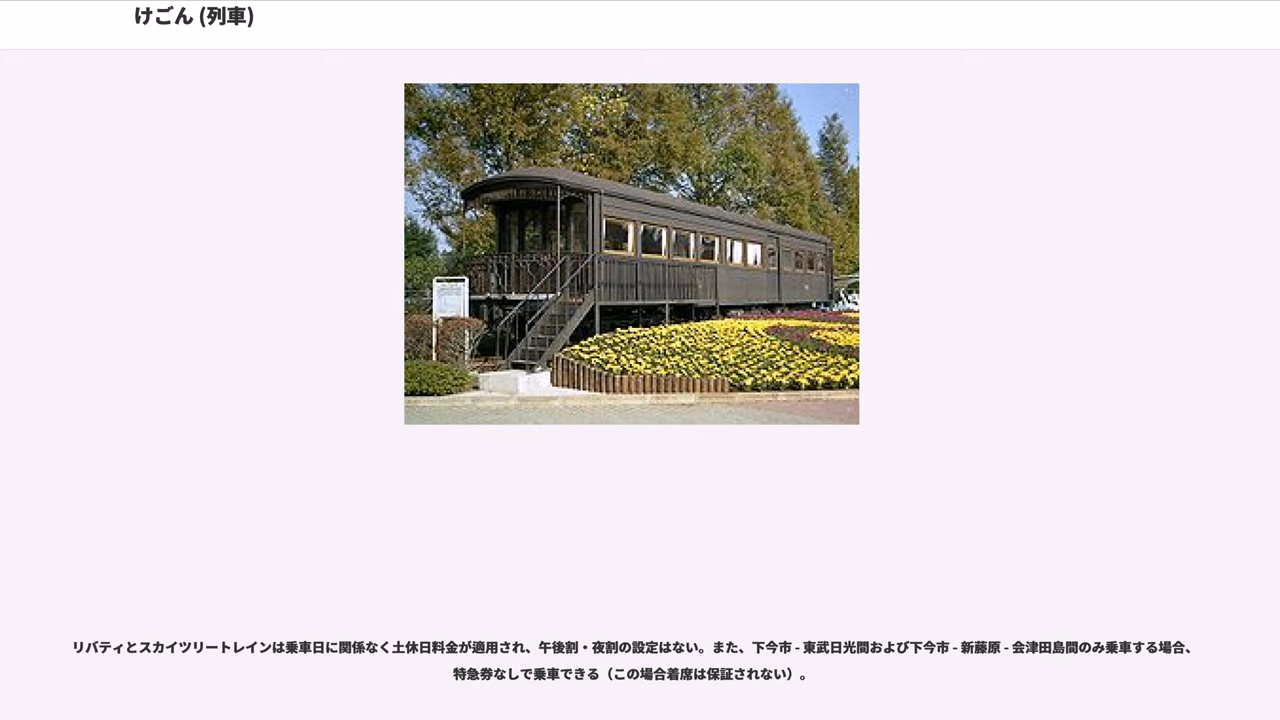 けごん (列車)
リバティとスカイツリートレインは乗車日に関係なく土休日料金が適用され、午後割・夜割の設定はない。また、下今市 - 東武日光間および下今市 - 新藤原 - 会津田島間のみ乗車する場合、
特急券なしで乗車できる（この場合着席は保証されない）。